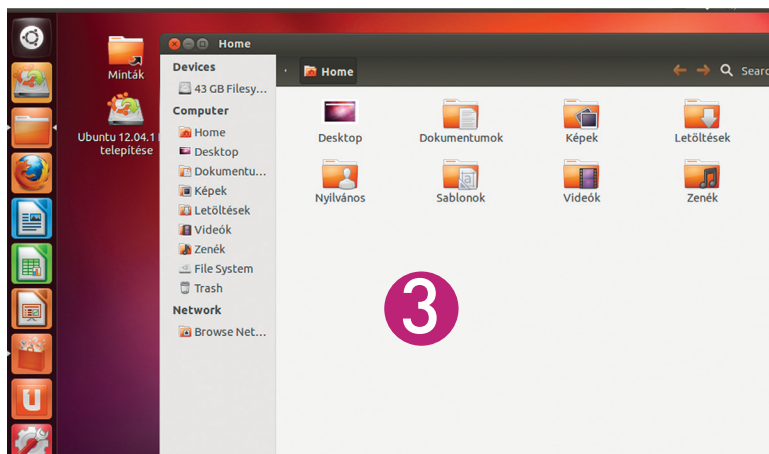 Home
Minták
Ubuntu 12.04.1
telepítése
Devices
43 GB Filesy...
Computer
Home
Desktop
Dokumentu...
Képek
Letöltések
Videók
Zenék
File System
Trash
Network
Browse Net...
Home
Searc
Desktop
Dokumentumok
Képek
Letöltések
Nyilvános
Sablonok
Videók
Zenék
3